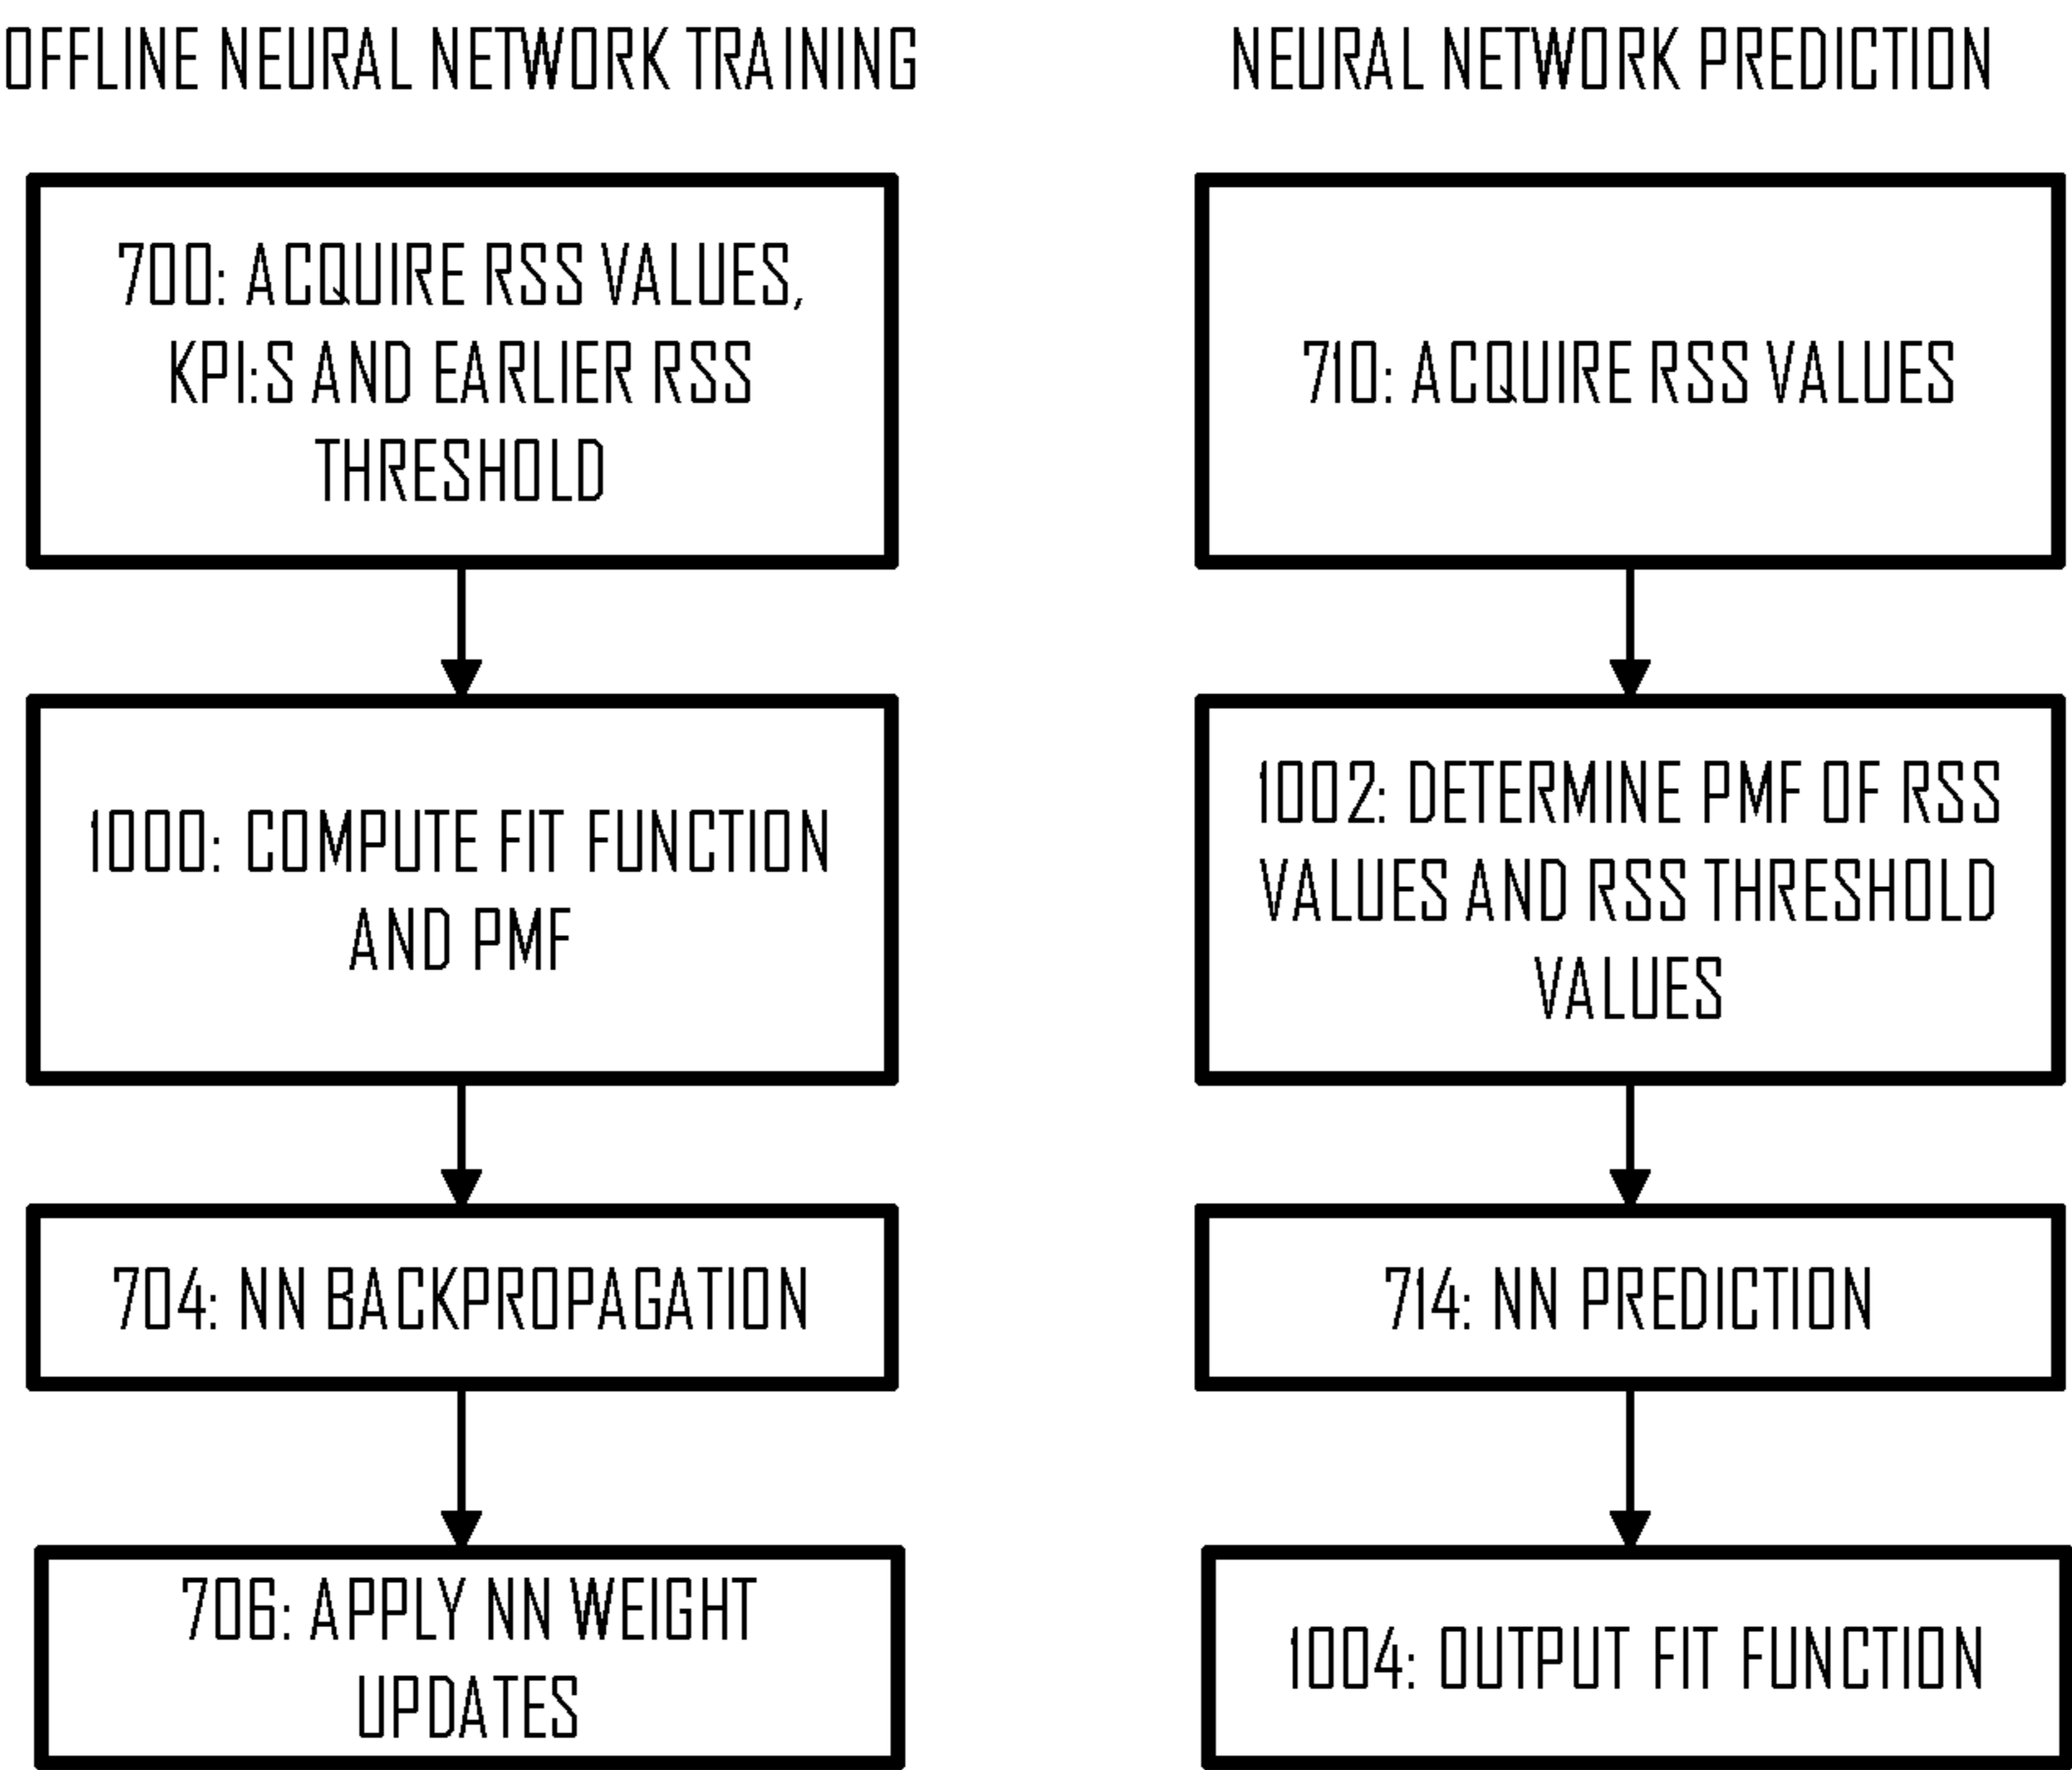 OFFLINE NEURAL NETWORK TRAINING
700: ACQUIRE RSS VALUES,
KPI:S AND EARLIER RSS
THRESHOLD
1000: COMPUTE FIT FUNCTION
AND PMF
704: NN BACKPROPAGATION
706: APPLY NN WEIGHT
UPDATES
NEURAL NETWORK PREDICTION
710: ACQUIRE RSS VALUES
1002: DETERMINE PMF OF RSS
VALUES AND RSS THRESHOLD
VALUES
714: NN PREDICTION
1004: OUTPUT FIT FUNCTION